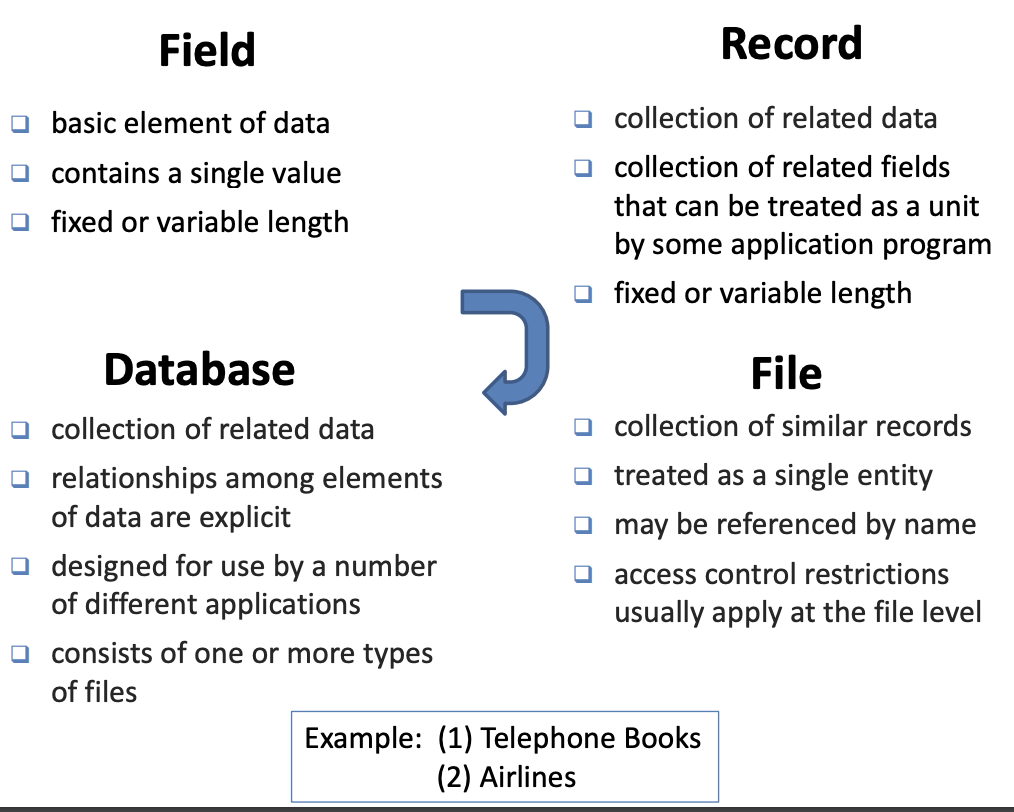 Field
basic element of data
contains a single value
fixed or variable length
Record
collection of related data
collection of related fields
that can be treated as a unit
by some application program
fixed or variable length
Database
collection of related data
relationships among elements
of data are explicit
designed for use by a number
of different applications
consists of one or more types
of files
File
collection of similar records
treated as a single entity
may be referenced by name
access control restrictions
usually apply at the file level
Example: (1) Telephone Books
(2) Airlines